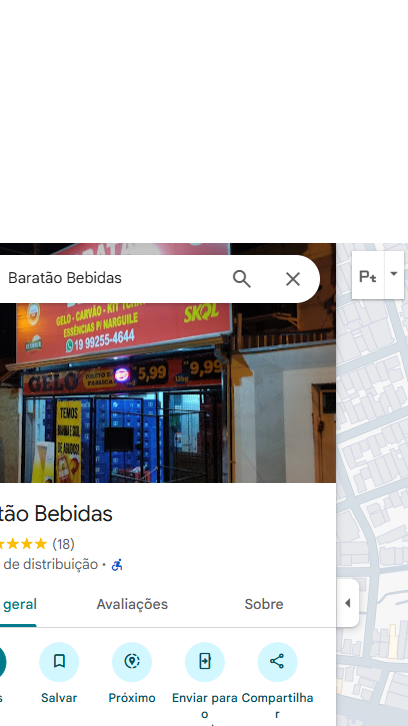 Baratão Bebidas
Pt
GELO - CARVÃO - KIT
ESSÊNCIAS P/ NARGUILE
19 99255-4644
SKOL
GELO
5,99
9,99
TEMOS
tão Bebidas
(18)
de distribuição •
geral Avaliações Sobre
s Salvar Próximo Enviar para o Compartilhar